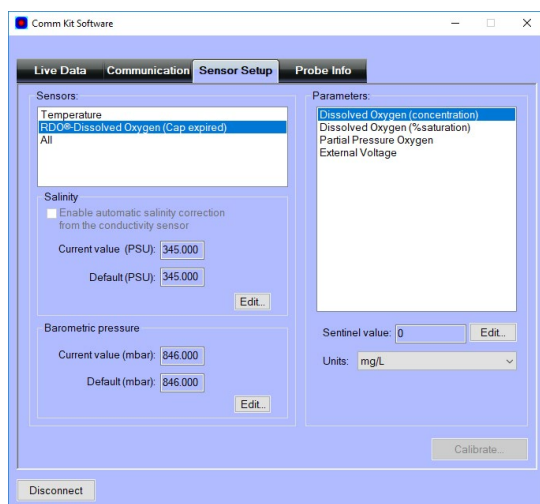 Comm Kit Software
Live Data Communication Sensor Setup Probe Info
Sensors:
Temperature
RDO®-Dissolved Oxygen (Cap expired)
All
Salinity
Enable automatic salinity correction
from the conductivity sensor
Current value (PSU): 345.000
Default (PSU): 345.000
Edit...
Barometric pressure
Current value (mbar): 846.000
Default (mbar): 846.000
Edit...
Parameters:
Dissolved Oxygen (concentration)
Dissolved Oxygen (%saturation)
Partial Pressure Oxygen
External Voltage
Sentinel value: 0 Edit...
Units: mg/L
Calibrate...
Disconnect